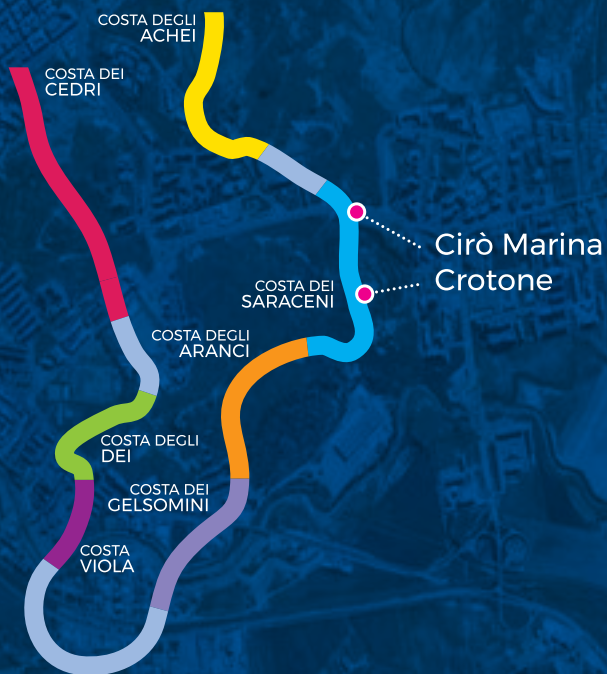 COSTA DEGLI
ACHEI
COSTA DEI
CEDRI
Cirò Marina
Crotone
COSTA DEI
SARACENI
COSTA DEGLI
ARANCI
COSTA DEGLI
DEI
COSTA DEI
GELSOMINI
COSTA
VIOLA